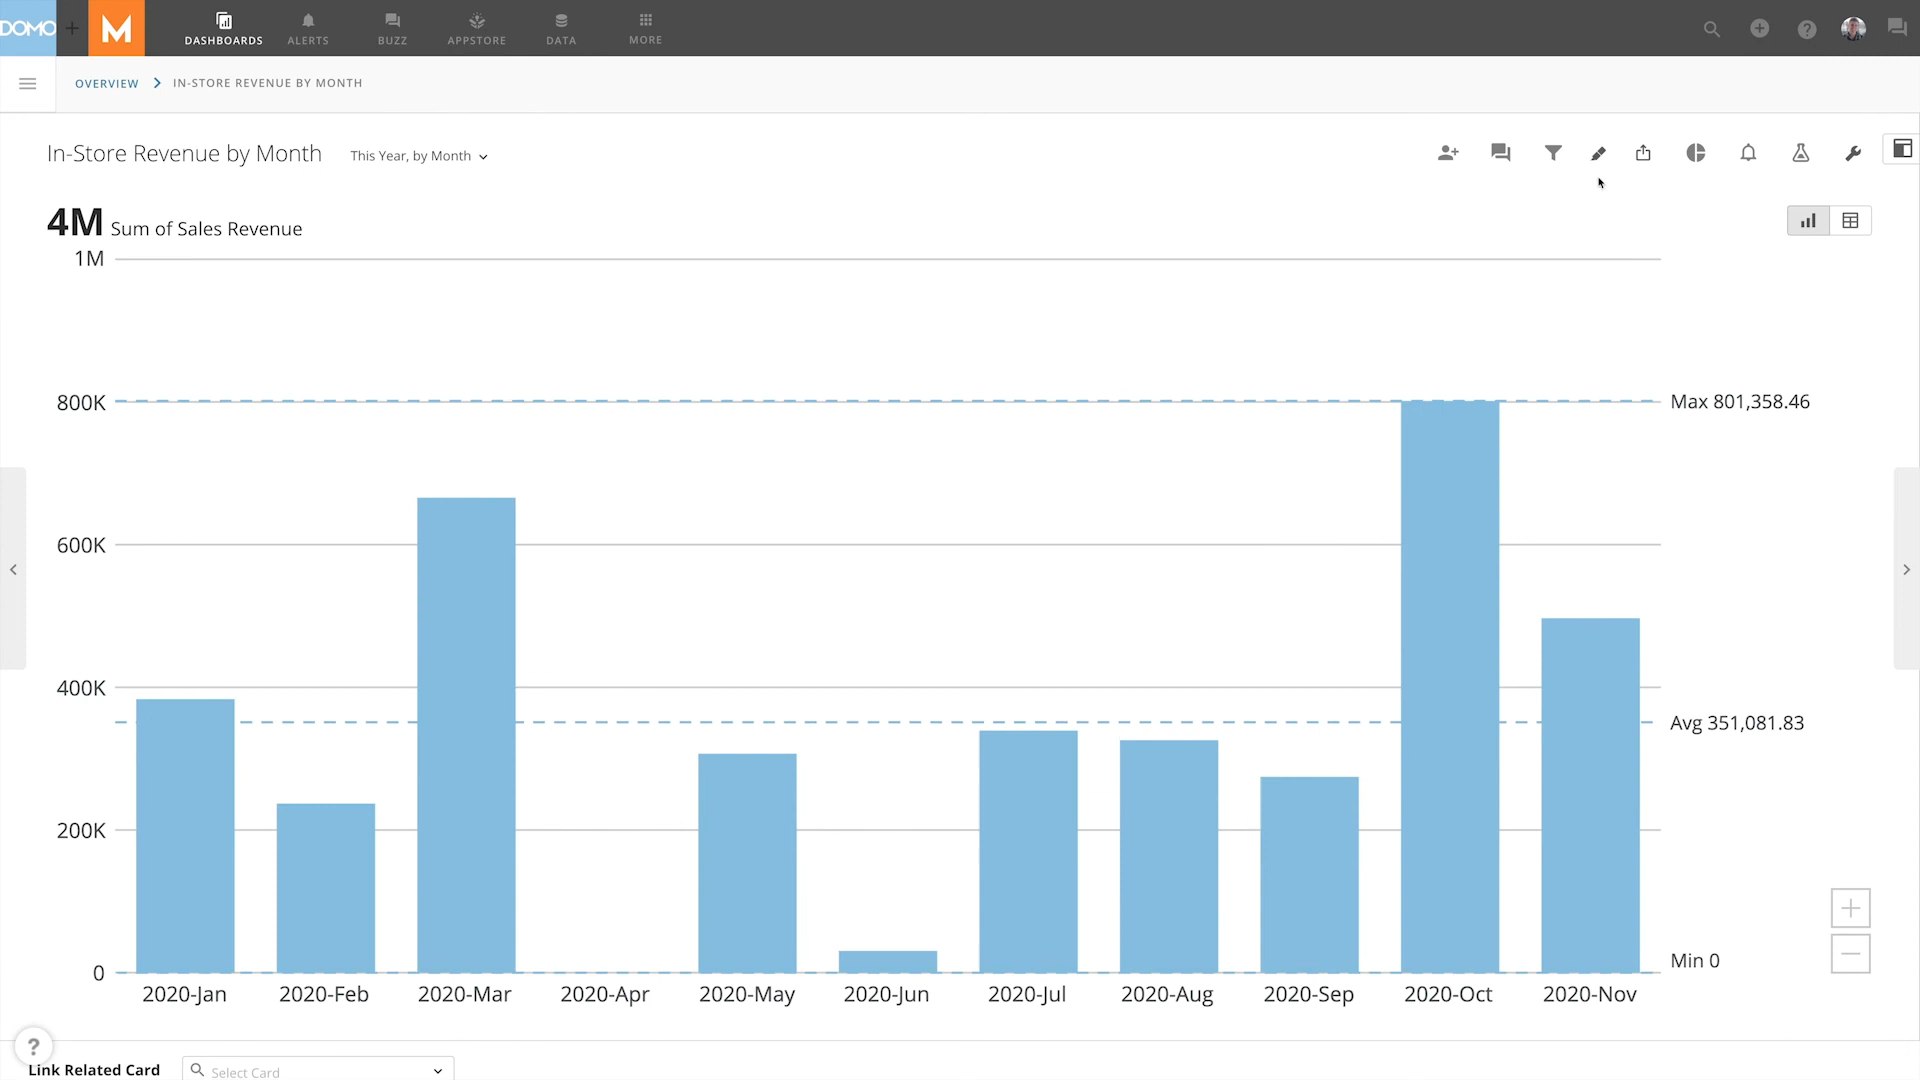 DOMO
M
DASHBOARDS
ALERTS
BUZZ
APPSTORE
DATA
MORE
OVERVIEW
IN-STORE REVENUE BY MONTH
In-Store Revenue by Month
This Year, by Month
4M Sum of Sales Revenue
1M
800K
Max 801,358.46
600K
400K
Avg 351,081.83
200K
0
Min 0
2020-Jan
2020-Feb
2020-Mar
2020-Apr
2020-May
2020-Jun
2020-Jul
2020-Aug
2020-Sep
2020-Oct
2020-Nov
?
Link Related Card
Select Card